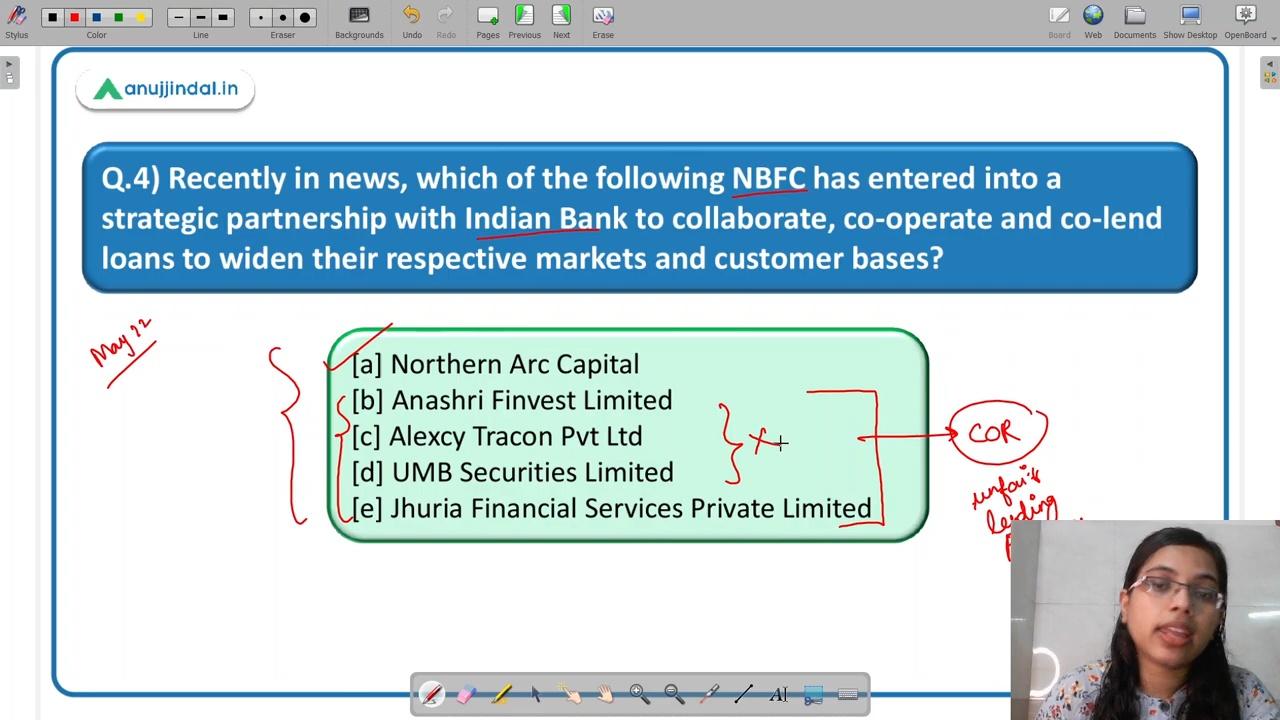 Stylus
Color
Line
Eraser
Backgrounds
Undo
Redo
Pages
Previous
Next
Erase
Board
Web
Documents
Show Desktop
OpenBoard
anujjindal.in
Q.4) Recently in news, which of the following NBFC has entered into a
strategic partnership with Indian Bank to collaborate, co-operate and co-lend
loans to widen their respective markets and customer bases?
May 22
[a] Northern Arc Capital
[b] Anashri Finvest Limited
[c] Alexcy Tracon Pvt Ltd
[d] UMB Securities Limited
[e] Jhuria Financial Services Private Limited
COR
unfair
lending